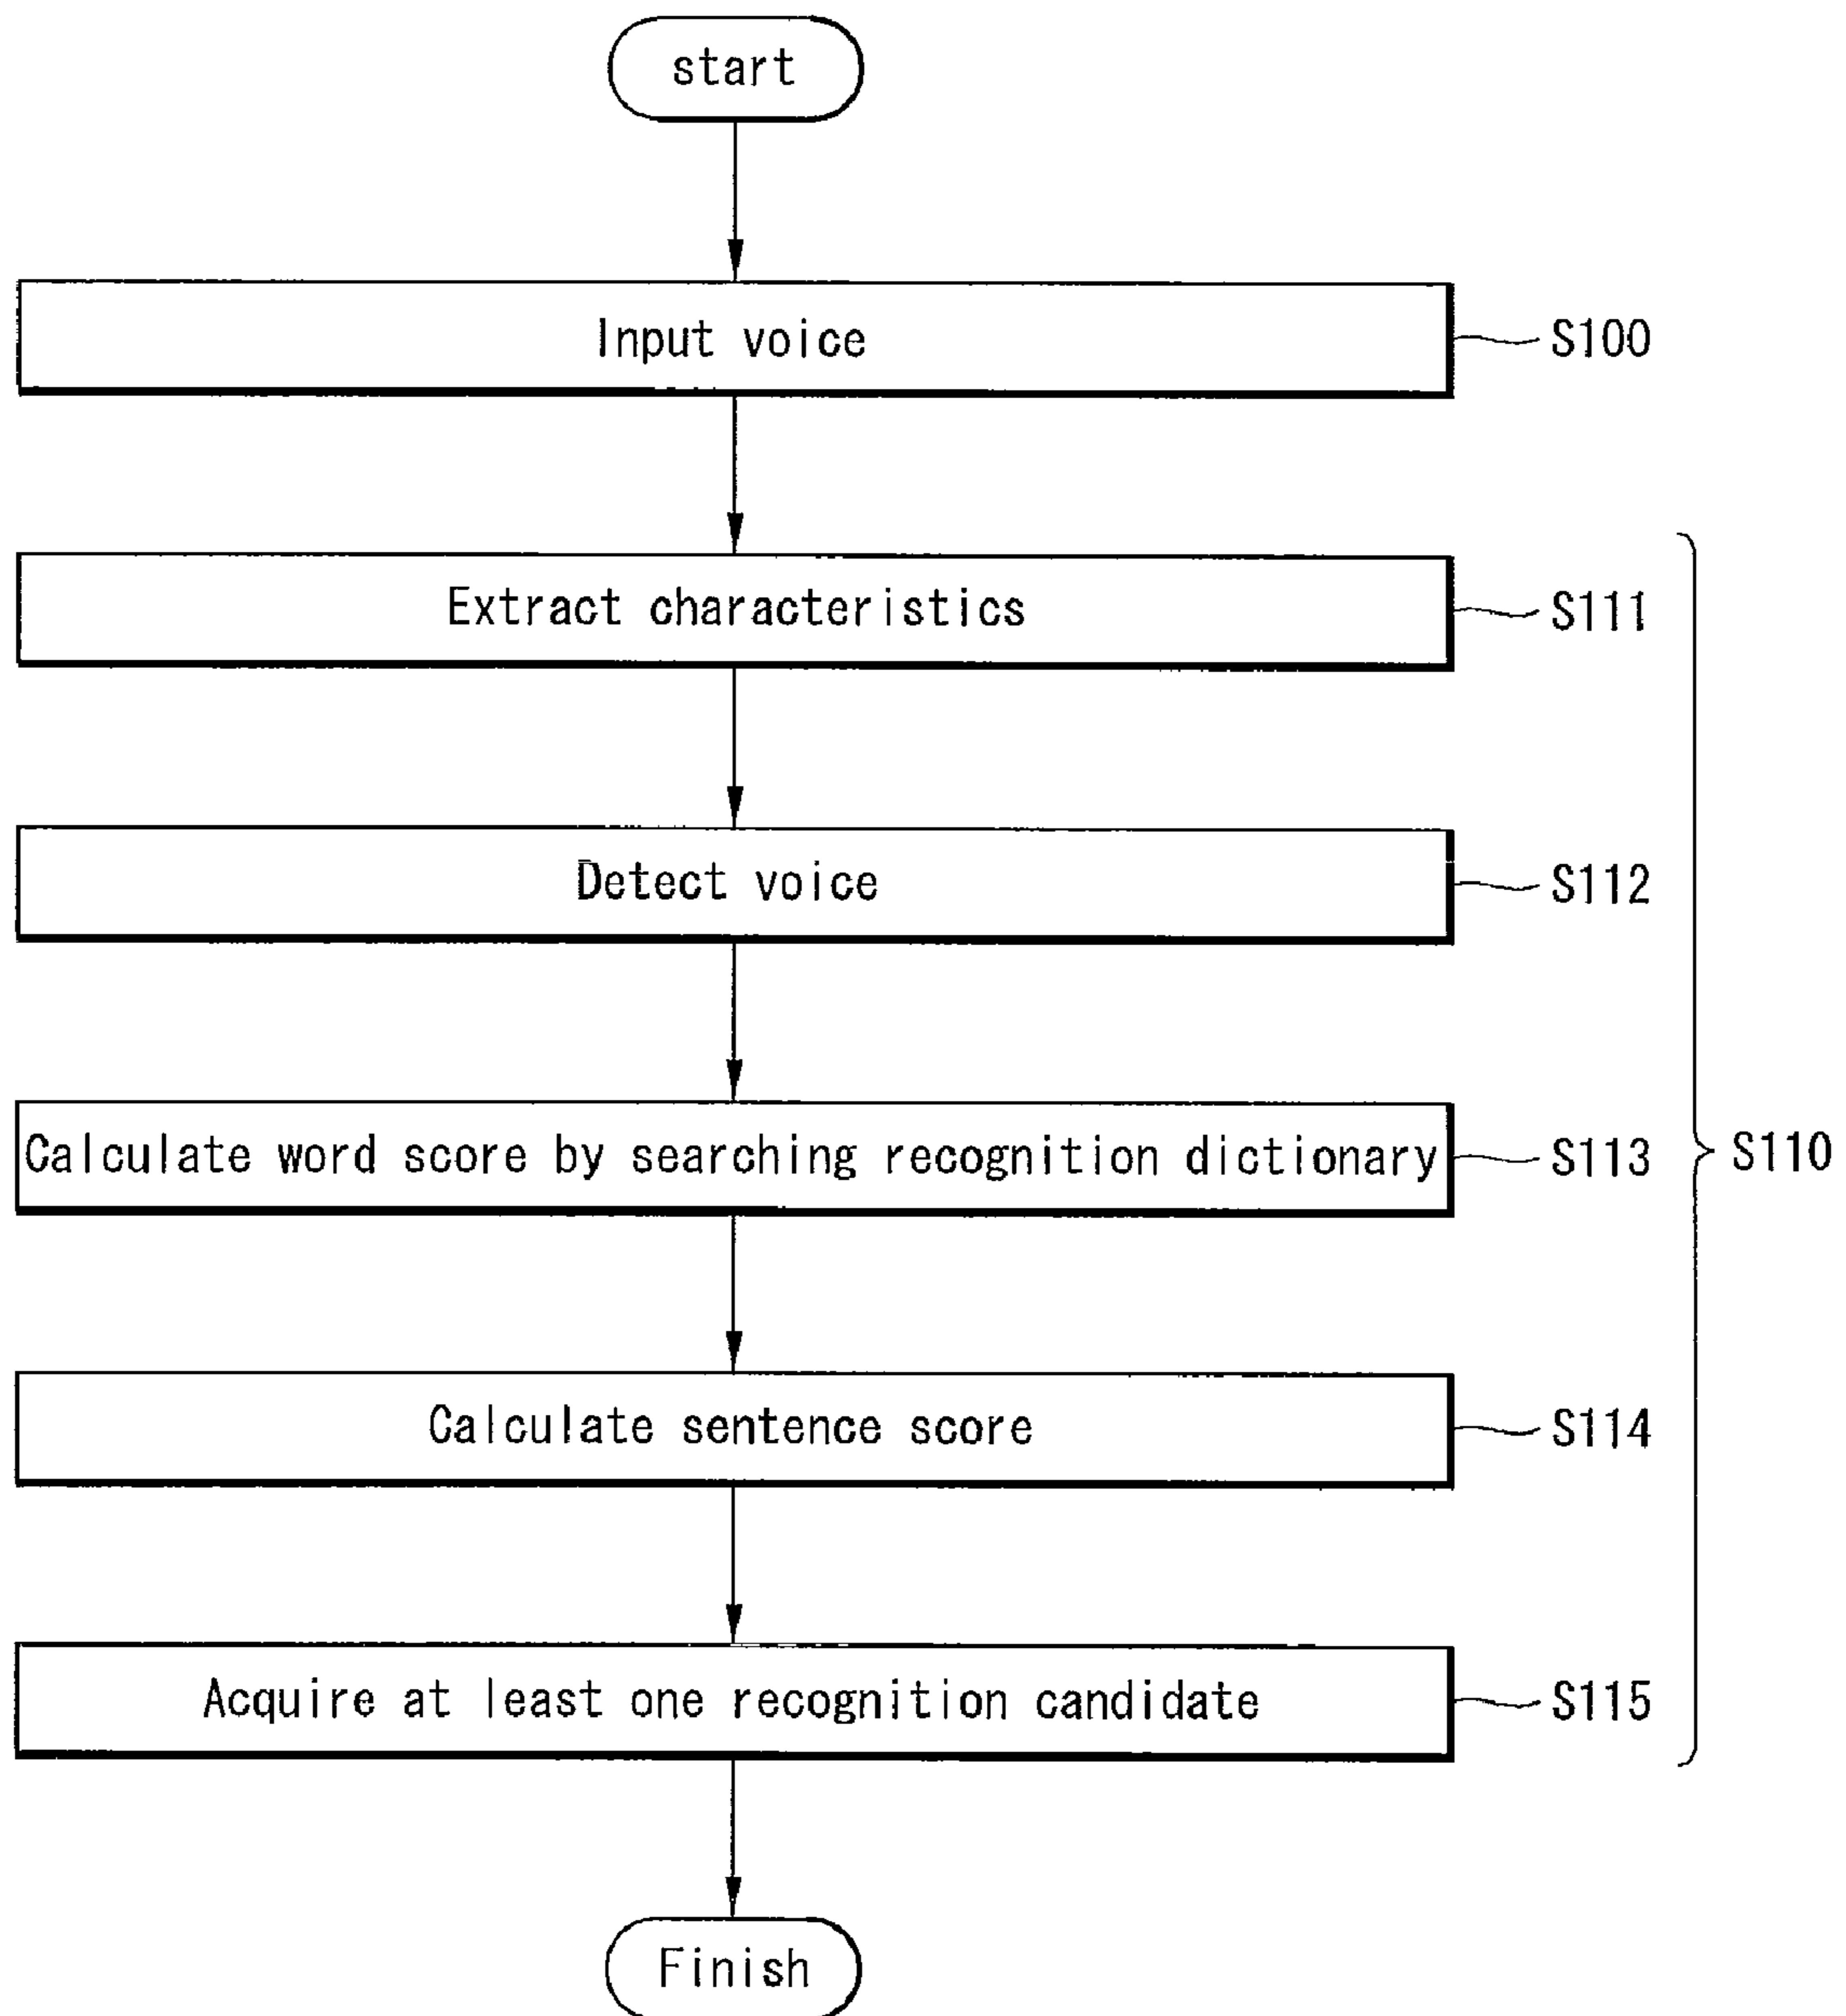 start
Input voice
S100
Extract characteristics
S111
Detect voice
S112
Calculate word score by searching recognition dictionary
S113
S110
Calculate sentence score
S114
Acquire at least one recognition candidate
S115
Finish